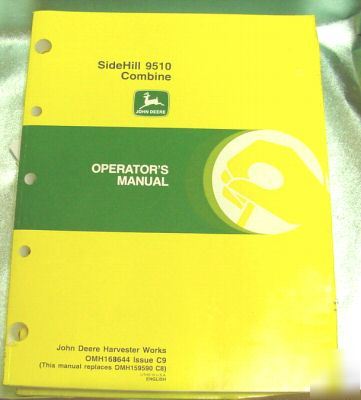 SideHill 9510
Combine
JOHN DEERE
OPERATOR'S
MANUAL
John Deere Harvester Works
OMH168644 Issue C9
(This manual replaces OMH159590 C8)
ENGLISH